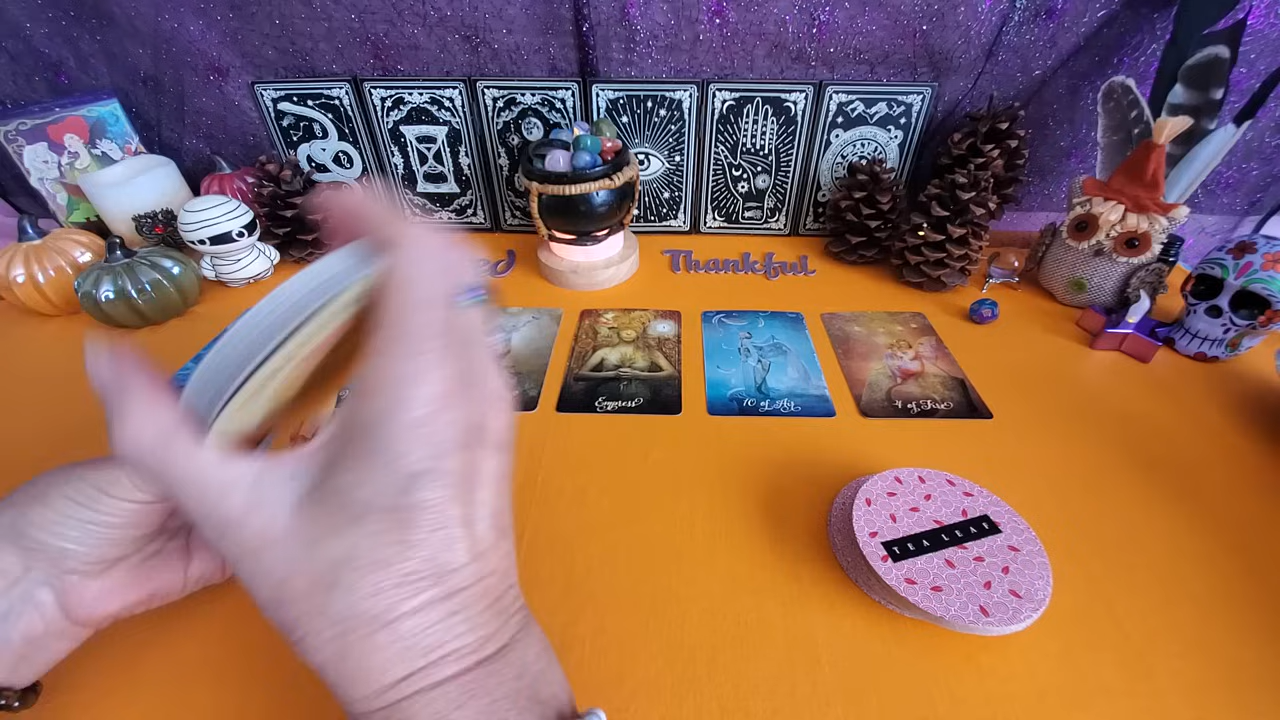 Thankful
Empress
10 of Air
4 of Fire
TEA LEAF